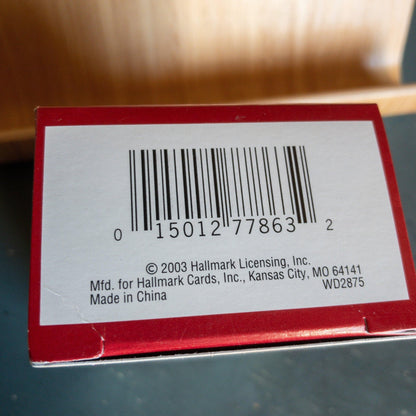 0 15012 77863 2
© 2003 Hallmark Licensing, Inc.
Mfd. for Hallmark Cards, Inc., Kansas City, MO 64141
Made in China WD2875